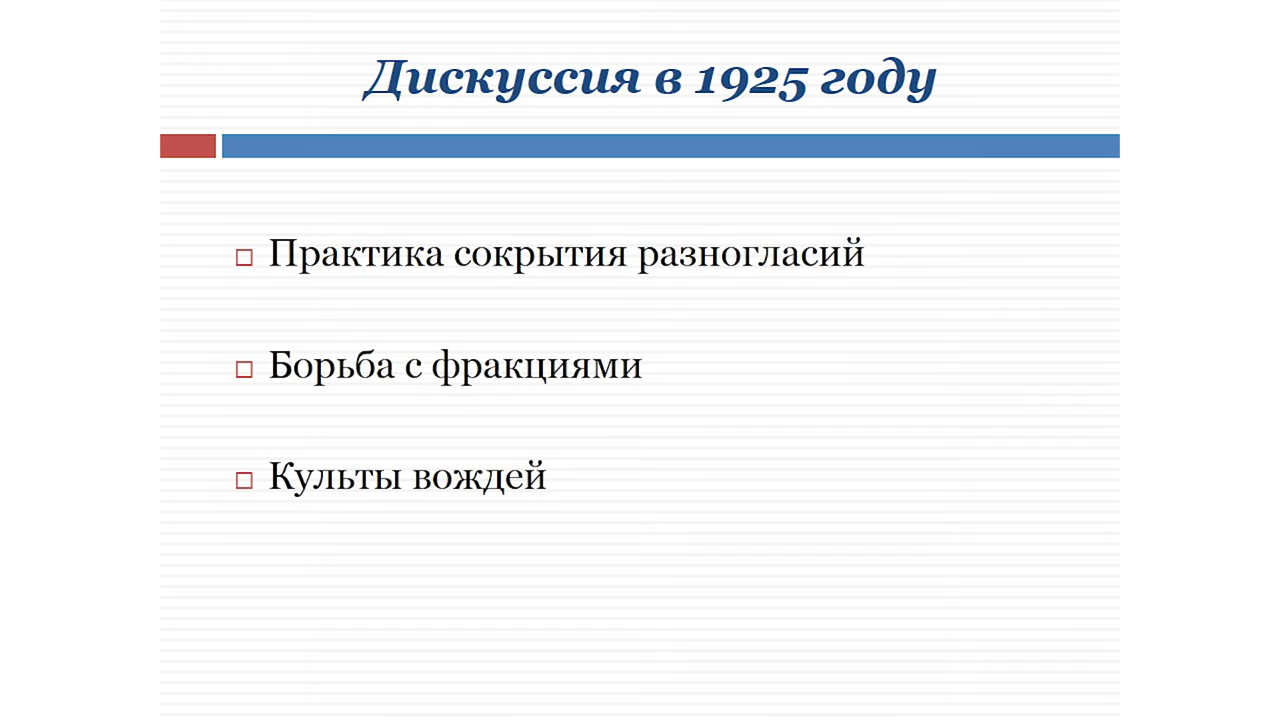 Дискуссия в 1925 году
Практика сокрытия разногласий
Борьба с фракциями
Культы вождей